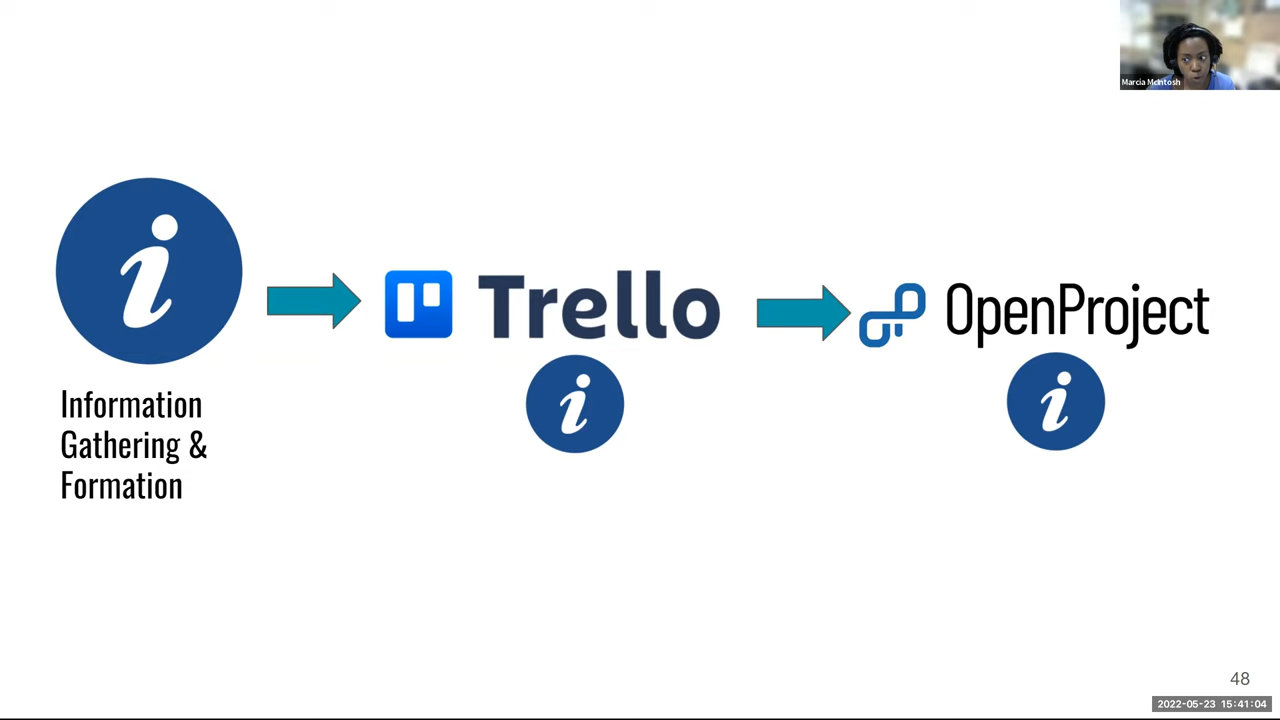 Marcia McIntosh
i
Trello
OpenProject
i
i
Information
Gathering &
Formation
48
2022-05-23 15:41:04